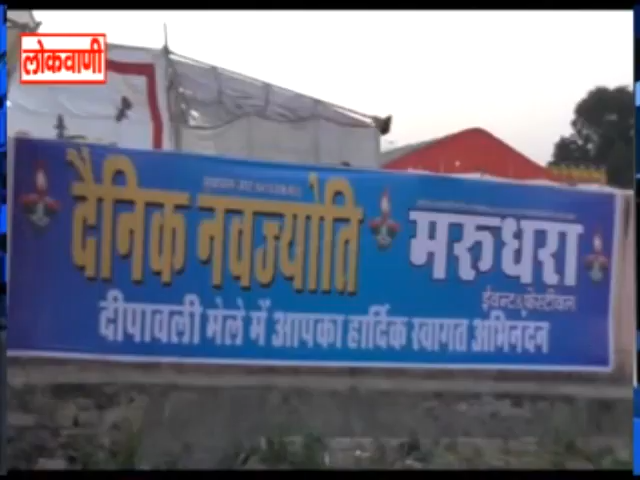 लोकवाणी
दैनिक नवज्योति
मरुधरा
ईवेन्ट & फेस्टीवल
दीपावली मेले में आपका हार्दिक स्वागत अभिनंदन